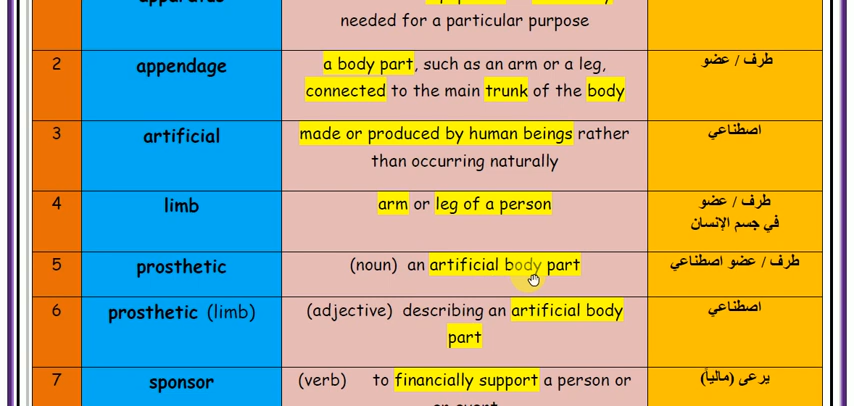 apparatus
needed for a particular purpose
2 appendage a body part, such as an arm or a leg, طرف / عضو
connected to the main trunk of the body
3 artificial made or produced by human beings rather اصطناعي
than occurring naturally
4 limb arm or leg of a person طرف / عضو
في جسم الإنسان
5 prosthetic (noun) an artificial body part طرف / عضو اصطناعي
6 prosthetic (limb) (adjective) describing an artificial body اصطناعي
part
7 sponsor (verb) to financially support a person or يرعى (مالياً)